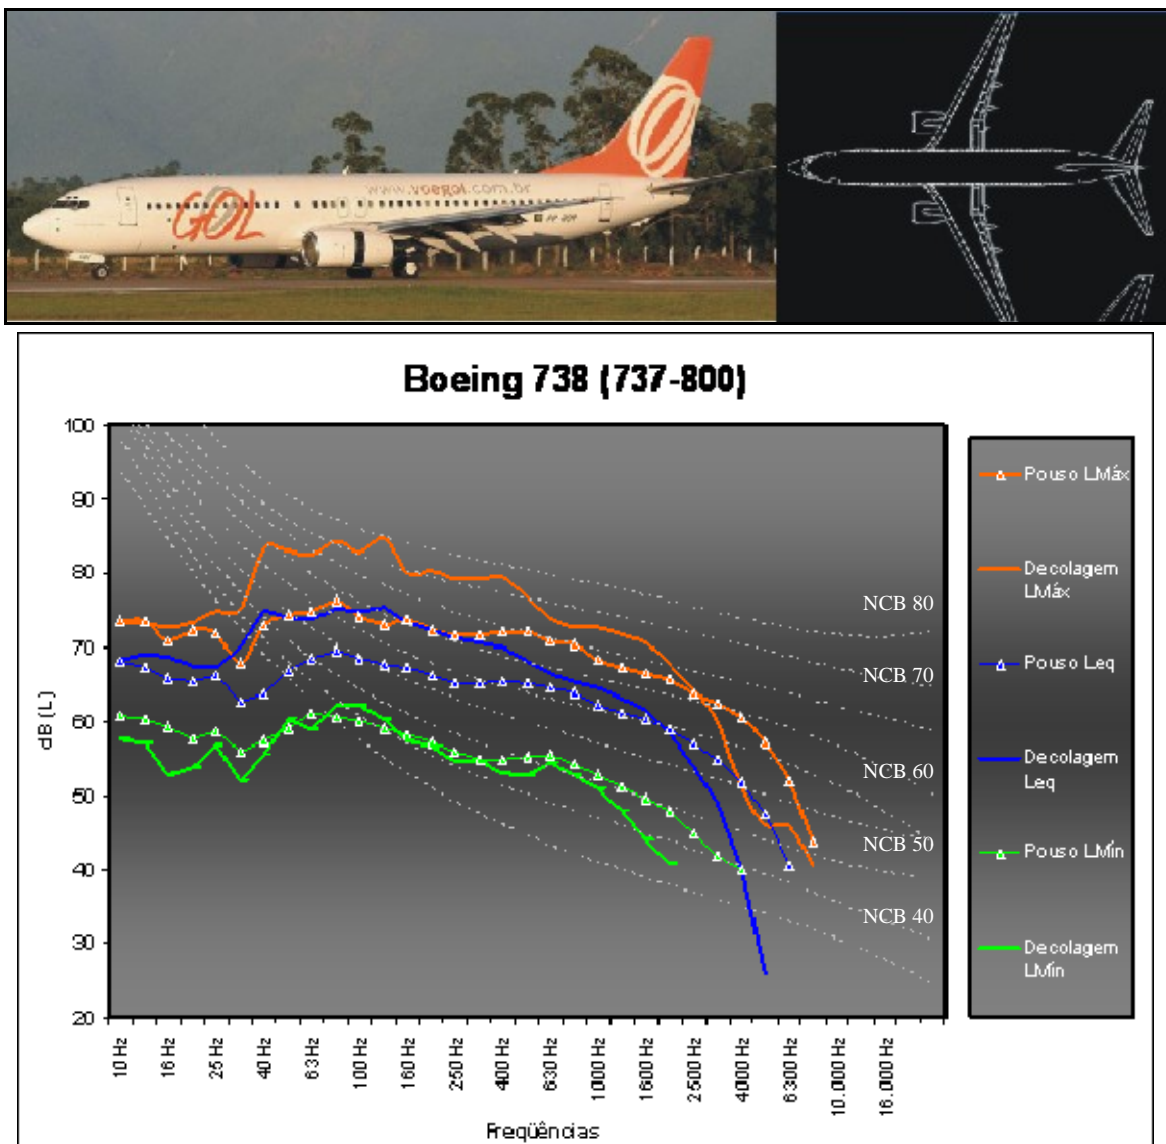 www.voegol.com.br
GOL
Boeing 738 (737-800)
100
90
80
70
60
50
40
30
20
dB (L)
NCB 80
NCB 70
NCB 60
NCB 50
NCB 40
10 Hz
16 Hz
25 Hz
40 Hz
63 Hz
100 Hz
160 Hz
250 Hz
400 Hz
630 Hz
1000 Hz
1600 Hz
2500 Hz
4000 Hz
6300 Hz
10.000 Hz
16.000 Hz
Freqüências
Pouso LMáx
Decolagem
LMáx
Pouso Leq
Decolagem
Leq
Pouso LMín
Decolagem
LMín